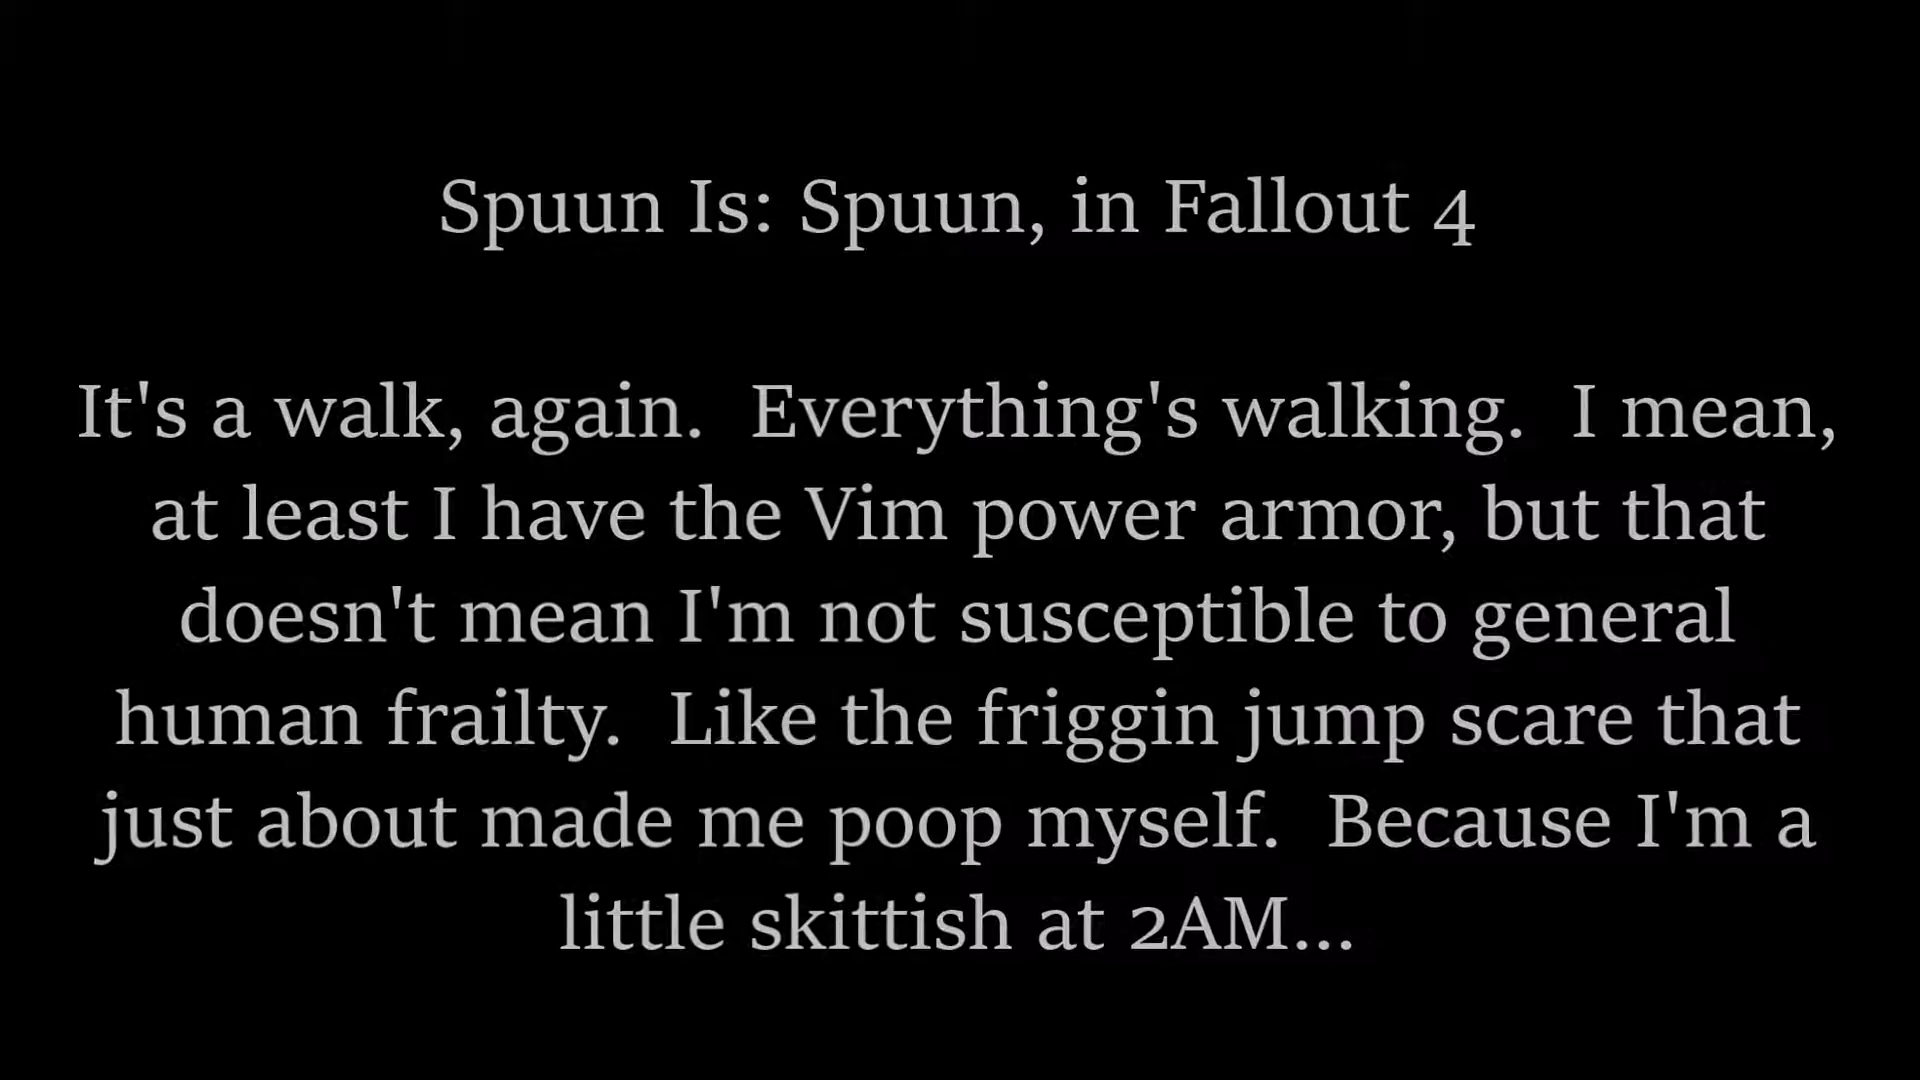 Spuun Is: Spuun, in Fallout 4
It's a walk, again.  Everything's walking.  I mean,
at least I have the Vim power armor, but that
doesn't mean I'm not susceptible to general
human frailty.  Like the friggin jump scare that
just about made me poop myself.  Because I'm a
little skittish at 2AM...